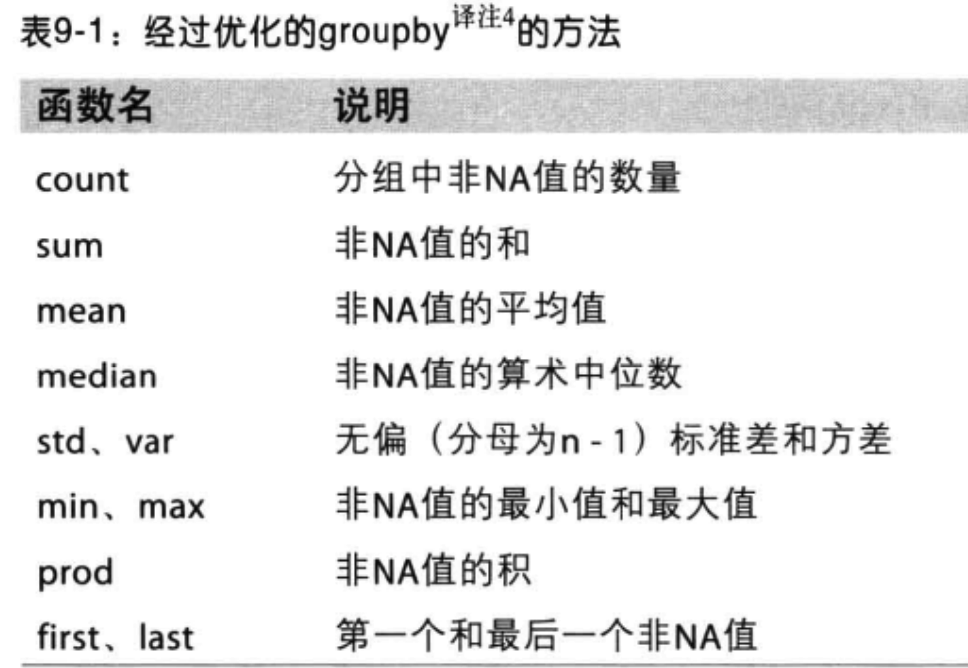 表9-1：经过优化的groupby译注4的方法
函数名 说明
count 分组中非NA值的数量
sum 非NA值的和
mean 非NA值的平均值
median 非NA值的算术中位数
std、var 无偏（分母为n - 1）标准差和方差
min、max 非NA值的最小值和最大值
prod 非NA值的积
first、last 第一个和最后一个非NA值